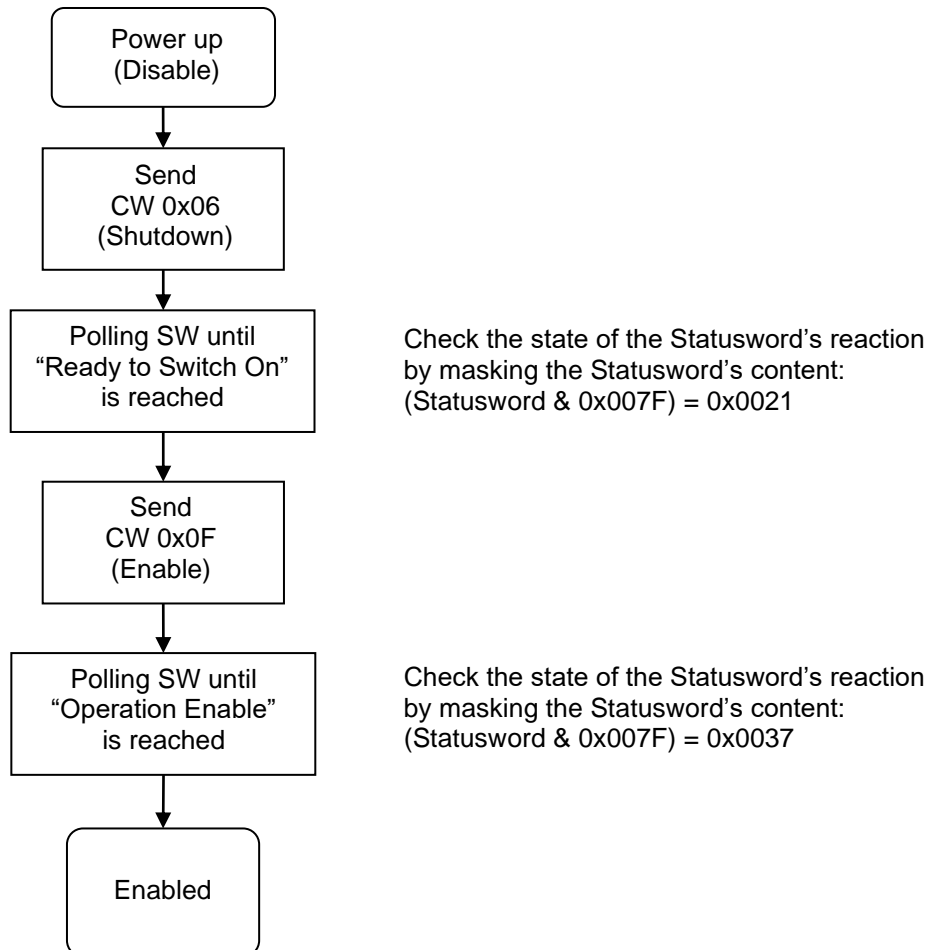 Power up
(Disable)
Send
CW 0x06
(Shutdown)
Polling SW until
“Ready to Switch On”
is reached
Check the state of the Statusword’s reaction
by masking the Statusword’s content:
(Statusword & 0x007F) = 0x0021
Send
CW 0x0F
(Enable)
Polling SW until
“Operation Enable”
is reached
Check the state of the Statusword’s reaction
by masking the Statusword’s content:
(Statusword & 0x007F) = 0x0037
Enabled